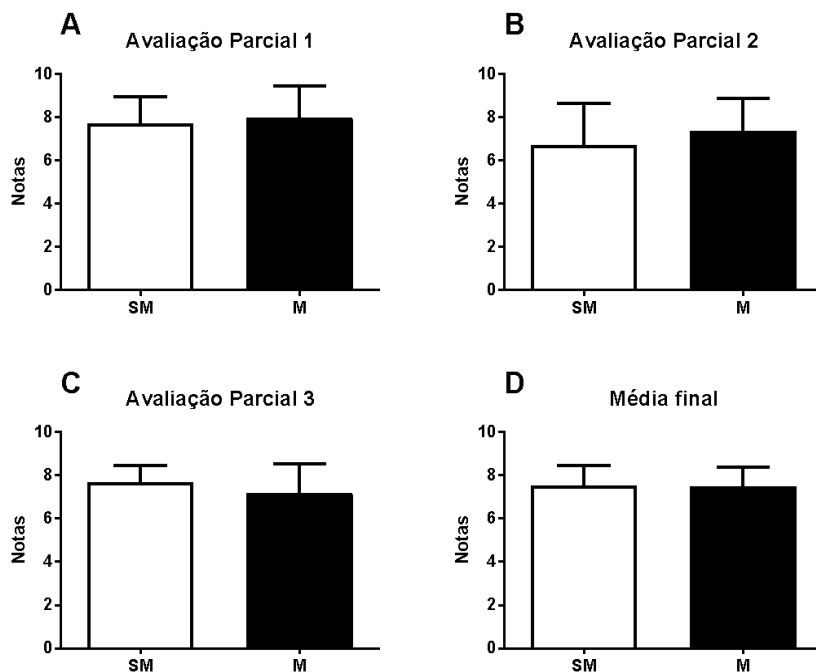 A
Avaliação Parcial 1
Notas
10
8
6
4
2
0
SM M
B
Avaliação Parcial 2
Notas
10
8
6
4
2
0
SM M
C
Avaliação Parcial 3
Notas
10
8
6
4
2
0
SM M
D
Média final
Notas
10
8
6
4
2
0
SM M